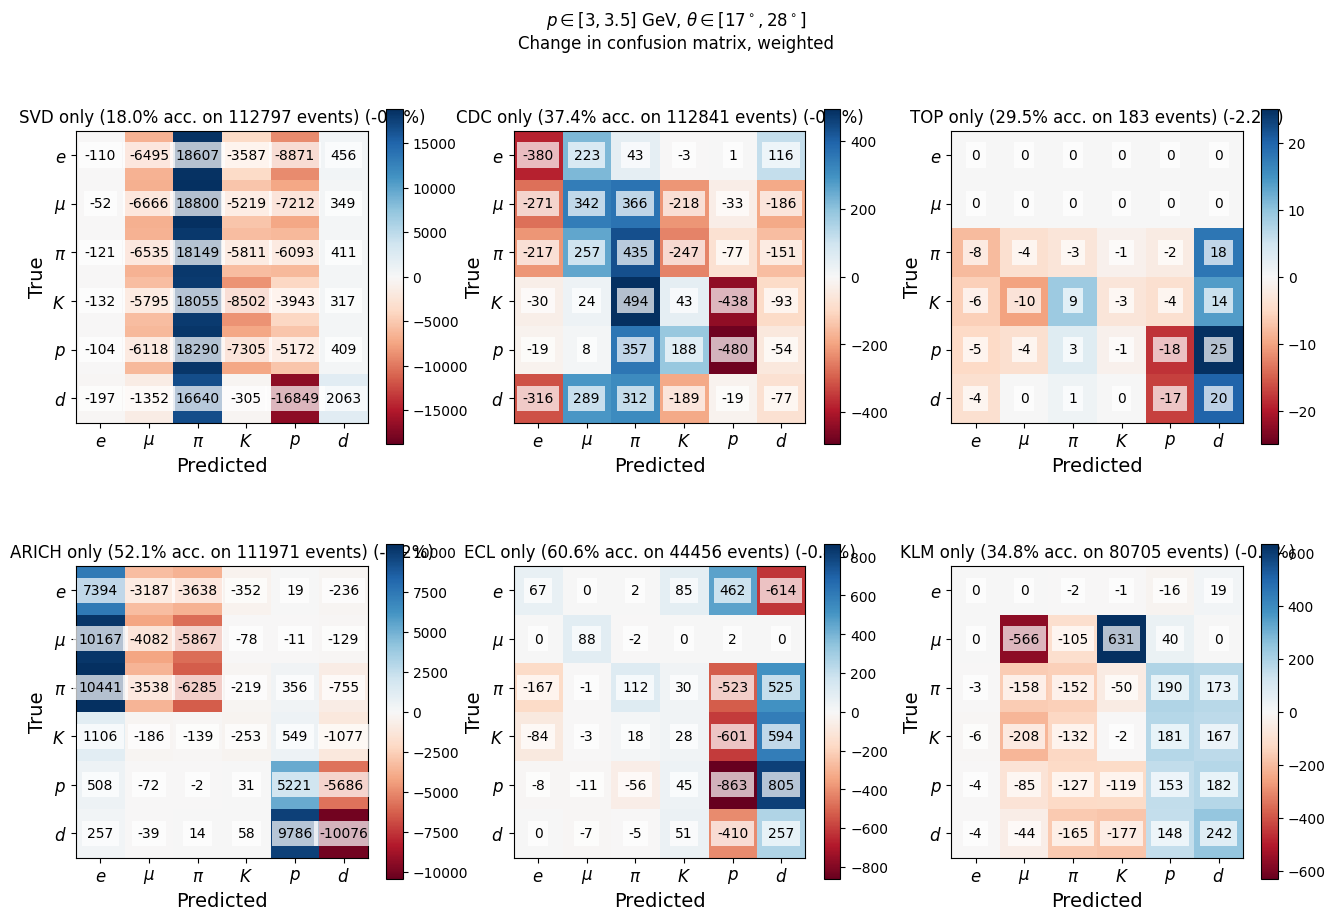 p ∈ [3, 3.5] GeV, θ ∈ [17°, 28°]
Change in confusion matrix, weighted
SVD only (18.0% acc. on 112797 events) (-0. %)
True
e -110 -6495 18607 -3587 -8871 456
μ -52 -6666 18800 -5219 -7212 349
π -121 -6535 18149 -5811 -6093 411
K -132 -5795 18055 -8502 -3943 317
p -104 -6118 18290 -7305 -5172 409
d -197 -1352 16640 -305 -16849 2063
e μ π K p d
Predicted
15000
10000
5000
0
−5000
−10000
−15000
CDC only (37.4% acc. on 112841 events) (-0. %)
True
e -380 223 43 -3 1 116
μ -271 342 366 -218 -33 -186
π -217 257 435 -247 -77 -151
K -30 24 494 43 -438 -93
p -19 8 357 188 -480 -54
d -316 289 312 -189 -19 -77
e μ π K p d
Predicted
400
200
0
−200
−400
TOP only (29.5% acc. on 183 events) (-2.2 )
True
e 0 0 0 0 0 0
μ 0 0 0 0 0 0
π -8 -4 -3 -1 -2 18
K -6 -10 9 -3 -4 14
p -5 -4 3 -1 -18 25
d -4 0 1 0 -17 20
e μ π K p d
Predicted
20
10
0
−10
−20
ARICH only (52.1% acc. on 111971 events) (- 2%)
True
e 7394 -3187 -3638 -352 19 -236
μ 10167 -4082 -5867 -78 -11 -129
π 10441 -3538 -6285 -219 356 -755
K 1106 -186 -139 -253 549 -1077
p 508 -72 -2 31 5221 -5686
d 257 -39 14 58 9786 -10076
e μ π K p d
Predicted
7500
5000
2500
0
−2500
−5000
−7500
−10000
ECL only (60.6% acc. on 44456 events) (-0. %)
True
e 67 0 2 85 462 -614
μ 0 88 -2 0 2 0
π -167 -1 112 30 -523 525
K -84 -3 18 28 -601 594
p -8 -11 -56 45 -863 805
d 0 -7 -5 51 -410 257
e μ π K p d
Predicted
800
600
400
200
0
−200
−400
−600
−800
KLM only (34.8% acc. on 80705 events) (-0. %)
True
e 0 0 -2 -1 -16 19
μ 0 -566 -105 631 40 0
π -3 -158 -152 -50 190 173
K -6 -208 -132 -2 181 167
p -4 -85 -127 -119 153 182
d -4 -44 -165 -177 148 242
e μ π K p d
Predicted
600
400
200
0
−200
−400
−600